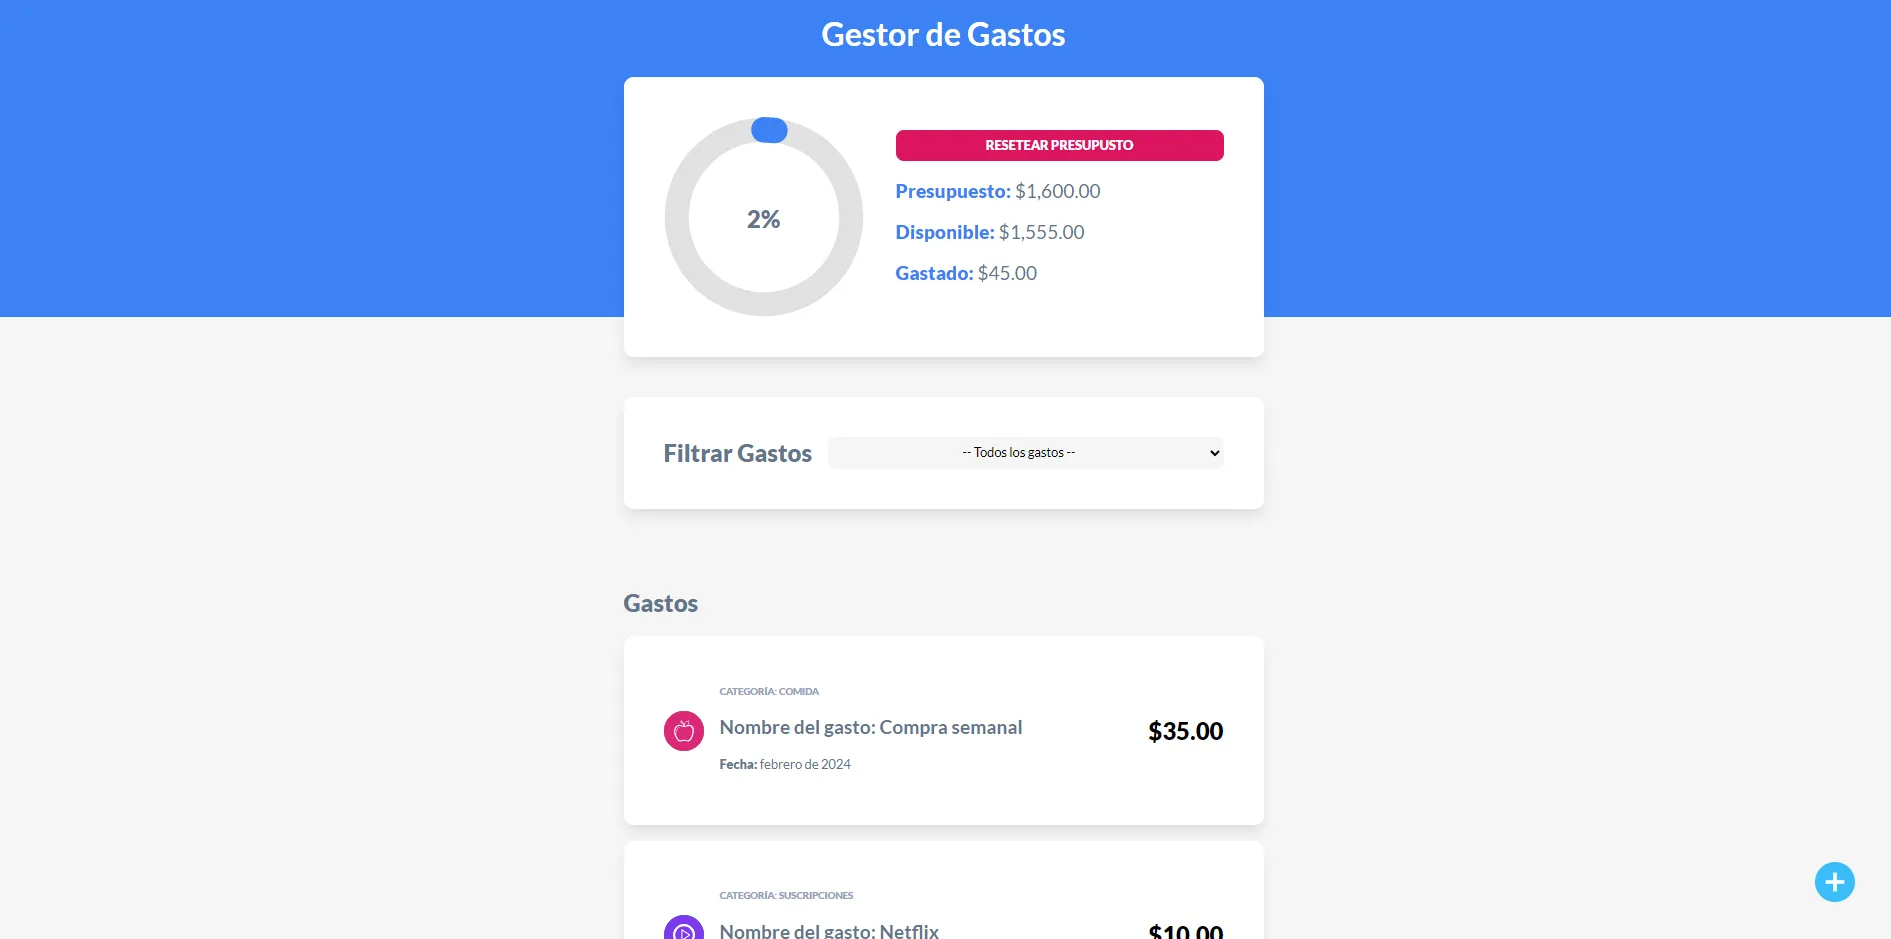 Gestor de Gastos
2%
RESETEAR PRESUPUSTO
Presupuesto: $1,600.00
Disponible: $1,555.00
Gastado: $45.00
Filtrar Gastos
-- Todos los gastos --
Gastos
CATEGORÍA: COMIDA
Nombre del gasto: Compra semanal
$35.00
Fecha: febrero de 2024
CATEGORÍA: SUSCRIPCIONES
Nombre del gasto: Netflix
$10.00